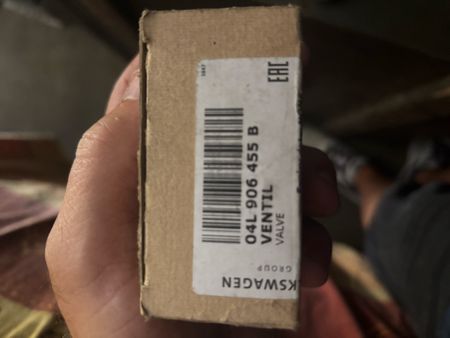 EAC
04L 906 455 B
VENTIL
VALVE
KSWAGEN
GROUP